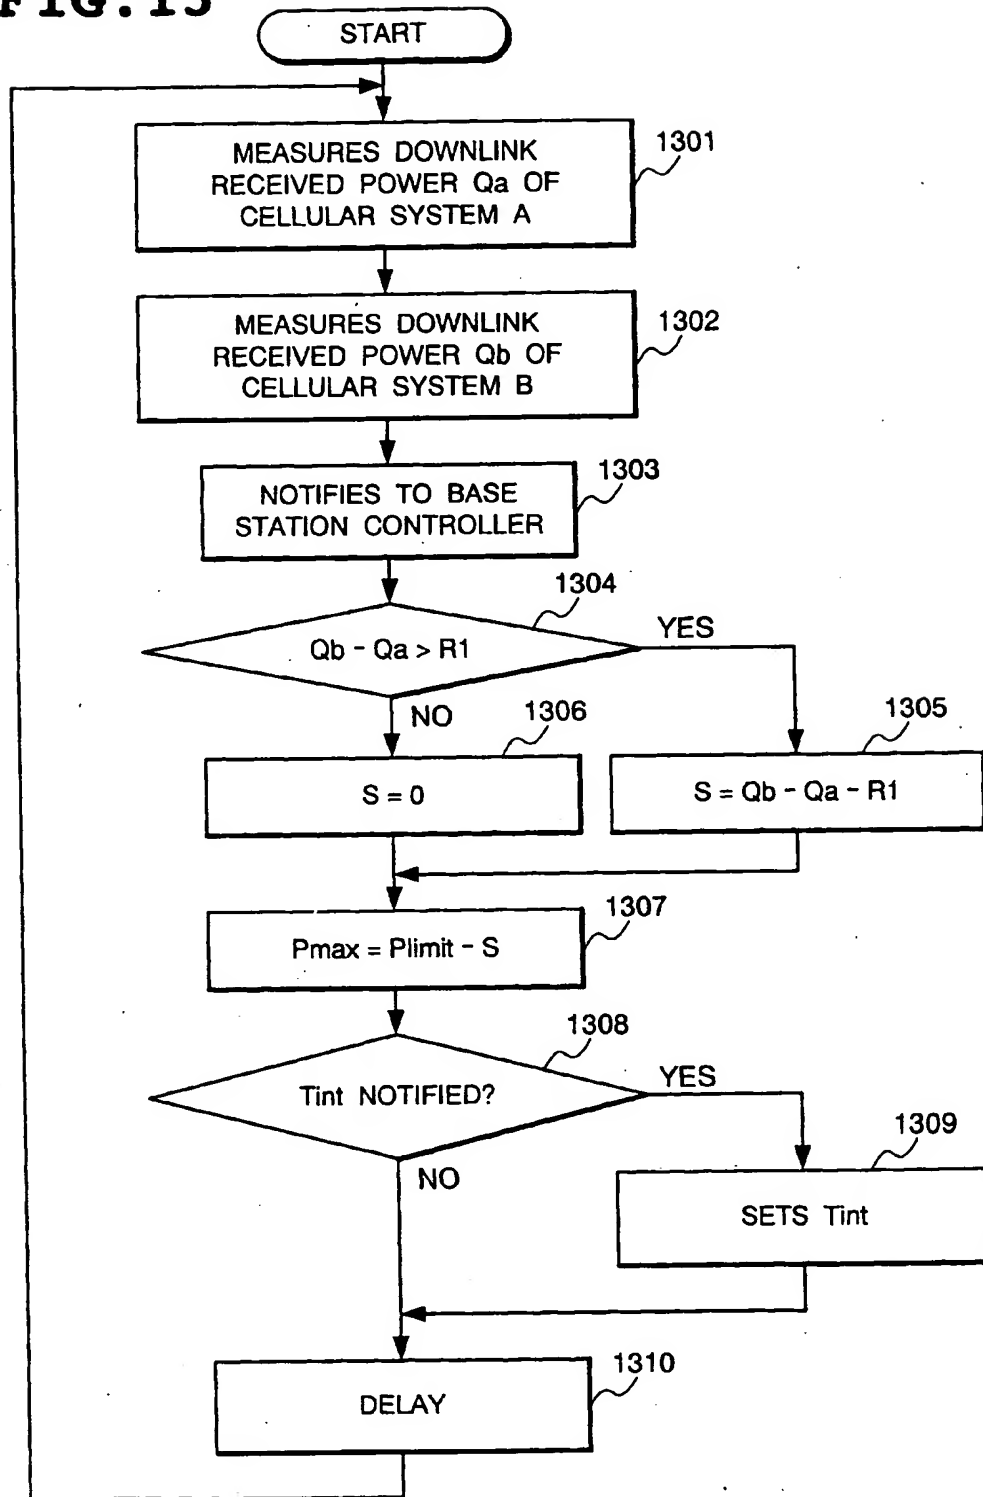 FIG.13
START
MEASURES DOWNLINK
RECEIVED POWER Qa OF
CELLULAR SYSTEM A
1301
MEASURES DOWNLINK
RECEIVED POWER Qb OF
CELLULAR SYSTEM B
1302
NOTIFIES TO BASE
STATION CONTROLLER
1303
1304
Qb - Qa > R1
YES
NO
1306
S = 0
1305
S = Qb - Qa - R1
1307
Pmax = Plimit - S
1308
Tint NOTIFIED?
YES
NO
1309
SETS Tint
1310
DELAY